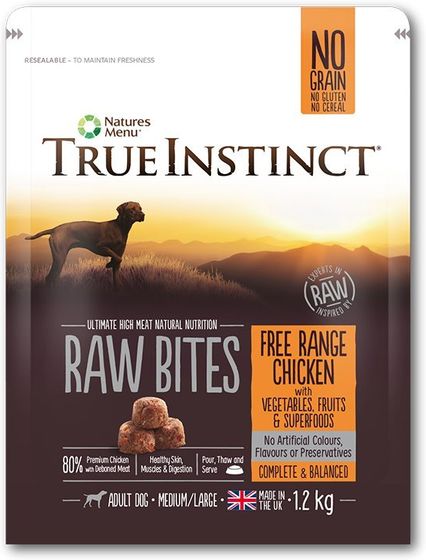 RESEALABLE – TO MAINTAIN FRESHNESS
NO
GRAIN
NO GLUTEN
NO CEREAL
Natures
Menu
TRUE INSTINCT®
EXPERTS IN
RAW
INSPIRED BY
ULTIMATE HIGH MEAT NATURAL NUTRITION
RAW BITES
FREE RANGE
CHICKEN
with
VEGETABLES, FRUITS
& SUPERFOODS
No Artificial Colours,
Flavours or Preservatives
COMPLETE & BALANCED
80% Premium Chicken
with Deboned Meat
Healthy Skin,
Muscles & Digestion
Pour, Thaw and
Serve
ADULT DOG • MEDIUM/LARGE • MADE IN
THE UK • 1.2 kg